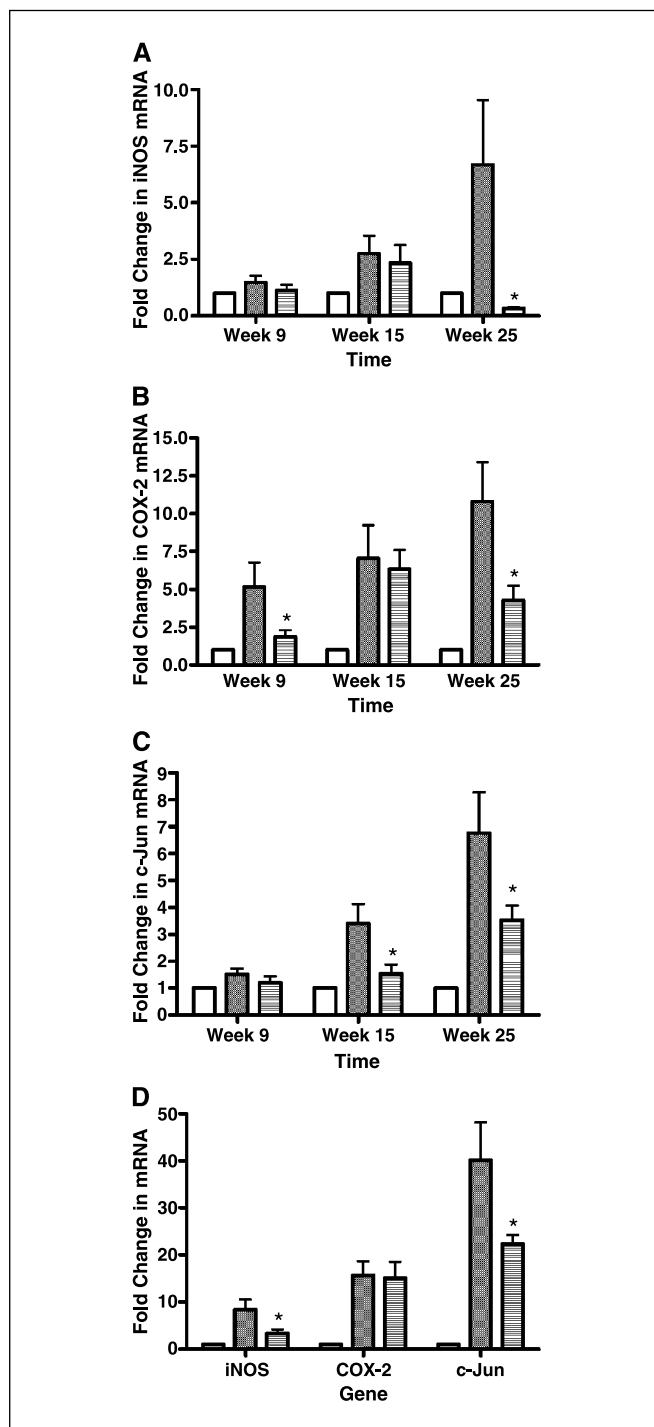 A
Fold Change in iNOS mRNA
10.0
7.5
5.0
2.5
0.0
*
Week 9 Week 15 Week 25
Time
B
Fold Change in COX-2 mRNA
15.0
12.5
10.0
7.5
5.0
2.5
0.0
*
*
Week 9 Week 15 Week 25
Time
C
Fold Change in c-Jun mRNA
9
8
7
6
5
4
3
2
1
0
*
*
Week 9 Week 15 Week 25
Time
D
Fold Change in mRNA
50
40
30
20
10
0
*
*
iNOS COX-2 c-Jun
Gene